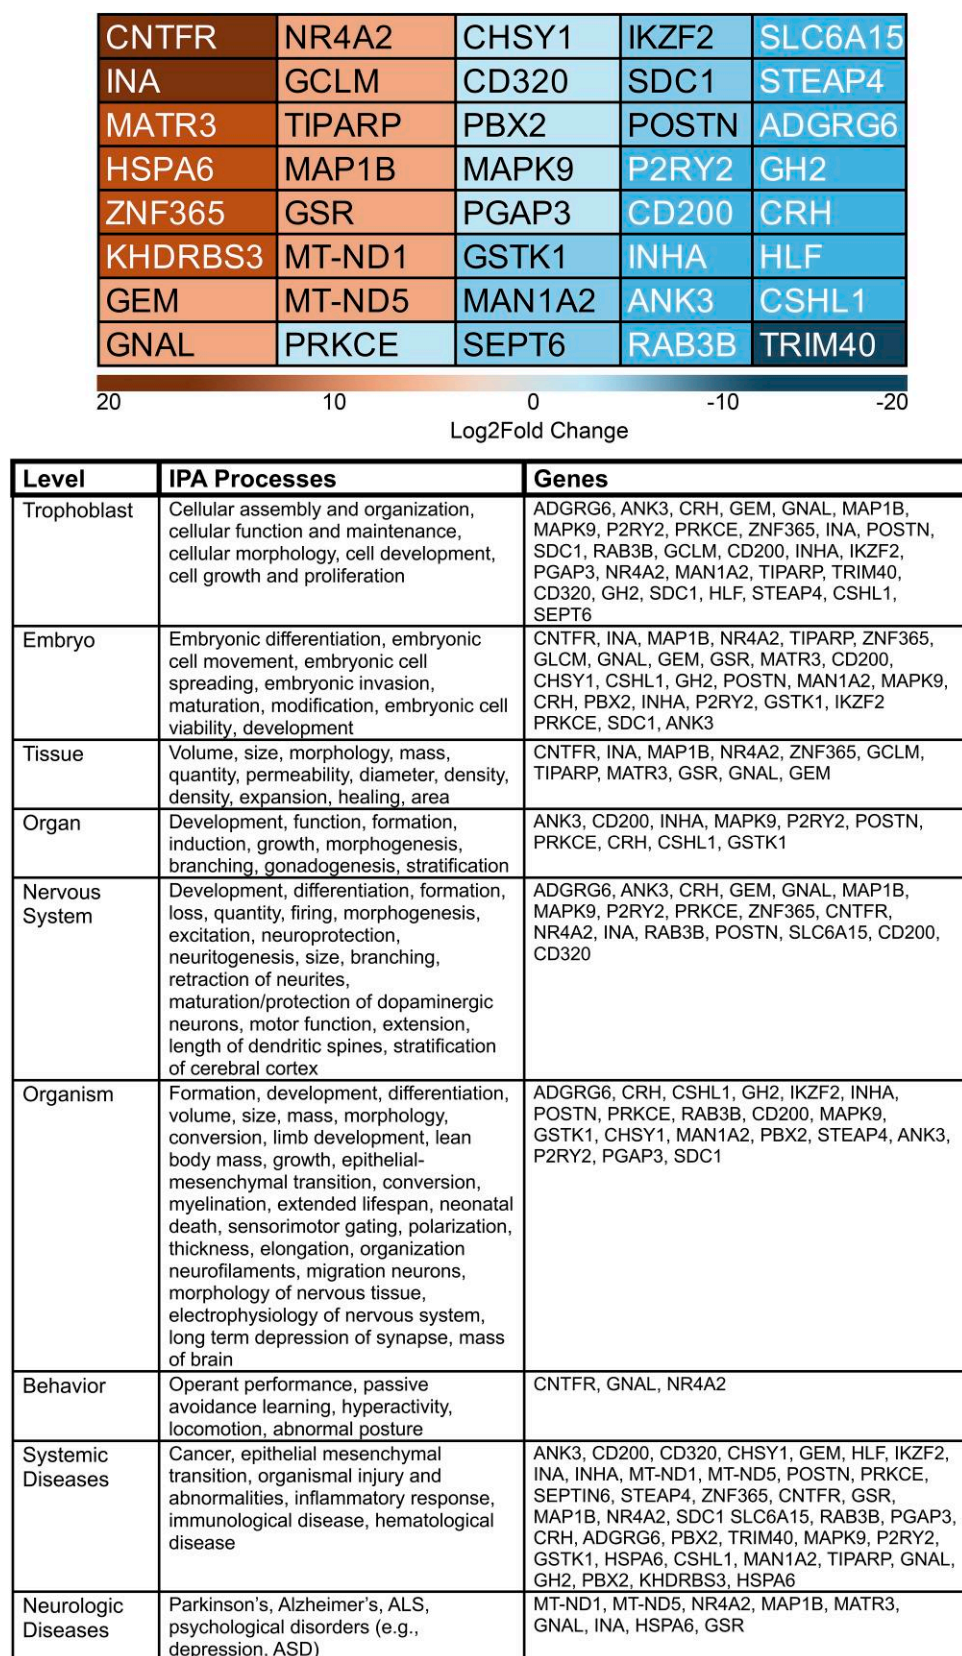 CNTFR NR4A2 CHSY1 IKZF2 SLC6A15
INA GCLM CD320 SDC1 STEAP4
MATR3 TIPARP PBX2 POSTN ADGRG6
HSPA6 MAP1B MAPK9 P2RY2 GH2
ZNF365 GSR PGAP3 CD200 CRH
KHDRBS3 MT-ND1 GSTK1 INHA HLF
GEM MT-ND5 MAN1A2 ANK3 CSHL1
GNAL PRKCE SEPT6 RAB3B TRIM40
20 10 0 -10 -20
Log2Fold Change
Level IPA Processes Genes
Trophoblast
Cellular assembly and organization,
cellular function and maintenance,
cellular morphology, cell development,
cell growth and proliferation
ADGRG6, ANK3, CRH, GEM, GNAL, MAP1B,
MAPK9, P2RY2, PRKCE, ZNF365, INA, POSTN,
SDC1, RAB3B, GCLM, CD200, INHA, IKZF2,
PGAP3, NR4A2, MAN1A2, TIPARP, TRIM40,
CD320, GH2, SDC1, HLF, STEAP4, CSHL1,
SEPT6
Embryo
Embryonic differentiation, embryonic
cell movement, embryonic cell
spreading, embryonic invasion,
maturation, modification, embryonic cell
viability, development
CNTFR, INA, MAP1B, NR4A2, TIPARP, ZNF365,
GLCM, GNAL, GEM, GSR, MATR3, CD200,
CHSY1, CSHL1, GH2, POSTN, MAN1A2, MAPK9,
CRH, PBX2, INHA, P2RY2, GSTK1, IKZF2
PRKCE, SDC1, ANK3
Tissue
Volume, size, morphology, mass,
quantity, permeability, diameter, density,
density, expansion, healing, area
CNTFR, INA, MAP1B, NR4A2, ZNF365, GCLM,
TIPARP, MATR3, GSR, GNAL, GEM
Organ
Development, function, formation,
induction, growth, morphogenesis,
branching, gonadogenesis, stratification
ANK3, CD200, INHA, MAPK9, P2RY2, POSTN,
PRKCE, CRH, CSHL1, GSTK1
Nervous
System
Development, differentiation, formation,
loss, quantity, firing, morphogenesis,
excitation, neuroprotection,
neuritogenesis, size, branching,
retraction of neurites,
maturation/protection of dopaminergic
neurons, motor function, extension,
length of dendritic spines, stratification
of cerebral cortex
ADGRG6, ANK3, CRH, GEM, GNAL, MAP1B,
MAPK9, P2RY2, PRKCE, ZNF365, CNTFR,
NR4A2, INA, RAB3B, POSTN, SLC6A15, CD200,
CD320
Organism
Formation, development, differentiation,
volume, size, mass, morphology,
conversion, limb development, lean
body mass, growth, epithelial-
mesenchymal transition, conversion,
myelination, extended lifespan, neonatal
death, sensorimotor gating, polarization,
thickness, elongation, organization
neurofilaments, migration neurons,
morphology of nervous tissue,
electrophysiology of nervous system,
long term depression of synapse, mass
of brain
ADGRG6, CRH, CSHL1, GH2, IKZF2, INHA,
POSTN, PRKCE, RAB3B, CD200, MAPK9,
GSTK1, CHSY1, MAN1A2, PBX2, STEAP4, ANK3,
P2RY2, PGAP3, SDC1
Behavior
Operant performance, passive
avoidance learning, hyperactivity,
locomotion, abnormal posture
CNTFR, GNAL, NR4A2
Systemic
Diseases
Cancer, epithelial mesenchymal
transition, organismal injury and
abnormalities, inflammatory response,
immunological disease, hematological
disease
ANK3, CD200, CD320, CHSY1, GEM, HLF, IKZF2,
INA, INHA, MT-ND1, MT-ND5, POSTN, PRKCE,
SEPTIN6, STEAP4, ZNF365, CNTFR, GSR,
MAP1B, NR4A2, SDC1 SLC6A15, RAB3B, PGAP3,
CRH, ADGRG6, PBX2, TRIM40, MAPK9, P2RY2,
GSTK1, HSPA6, CSHL1, MAN1A2, TIPARP, GNAL,
GH2, PBX2, KHDRBS3, HSPA6
Neurologic
Diseases
Parkinson's, Alzheimer's, ALS,
psychological disorders (e.g.,
depression, ASD)
MT-ND1, MT-ND5, NR4A2, MAP1B, MATR3,
GNAL, INA, HSPA6, GSR